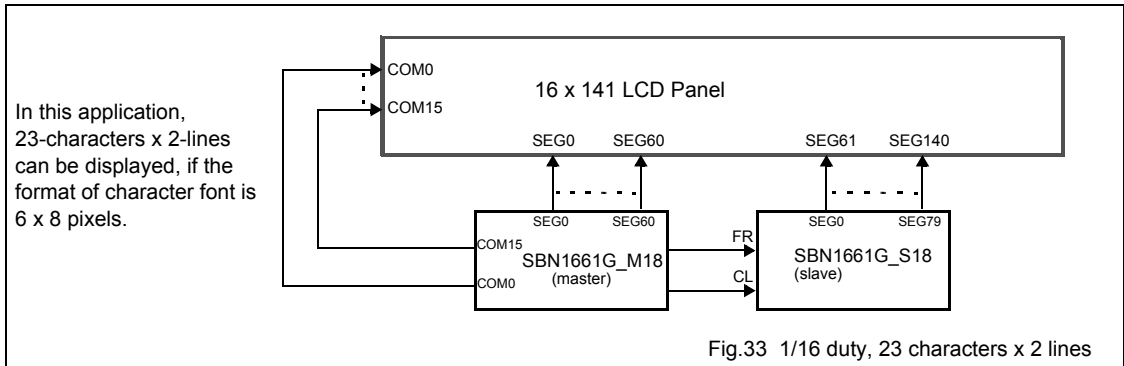 In this application,
23-characters x 2-lines
can be displayed, if the
format of character font is
6 x 8 pixels.
COM0
COM15
16 x 141 LCD Panel
SEG0 SEG60 SEG61 SEG140
SEG0 SEG60
COM15
COM0
SBN1661G_M18
(master)
FR
CL
SEG0 SEG79
SBN1661G_S18
(slave)
Fig.33 1/16 duty, 23 characters x 2 lines